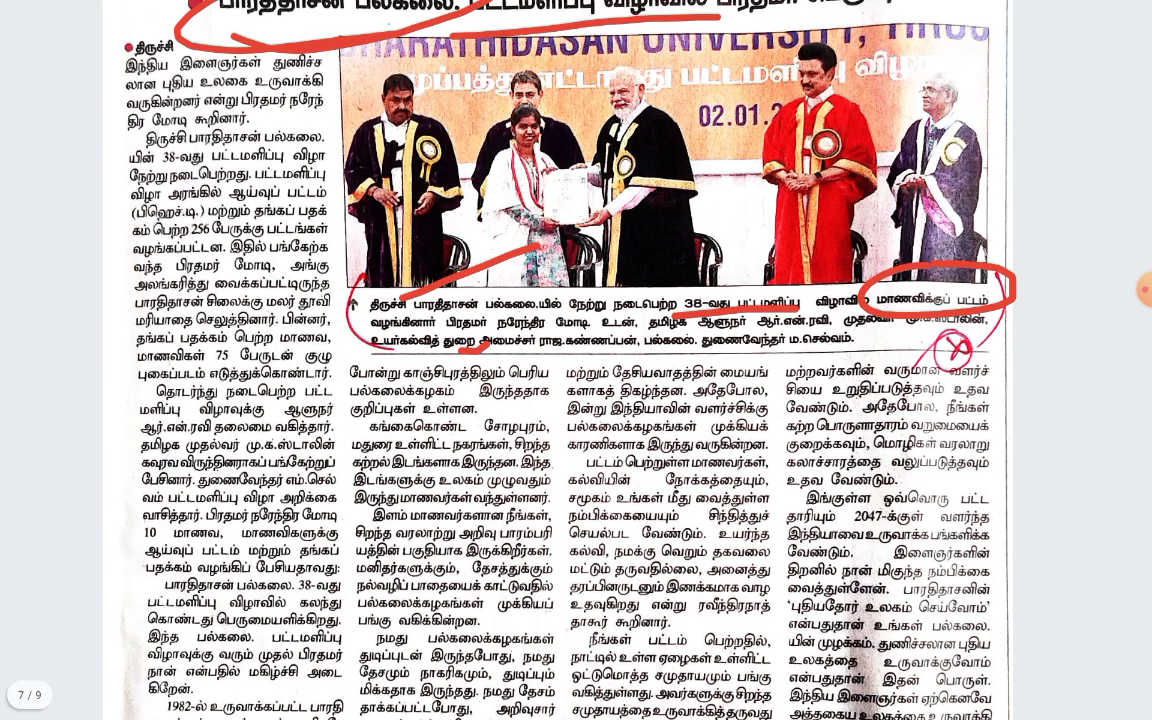 பாரததாசன் பல்கலை. பட்டமளிப்பு விழாவில் பிரதமர்
BHARATHIDASAN UNIVERSITY, TIRUC
முப்பத்து எட்டாவது பட்டமளிப்பு விழா
02.01.2
திருச்சி
இந்திய இளைஞர்கள் துணிச்ச
லான புதிய உலகை உருவாக்கி
வருகின்றனர் என்று பிரதமர் நரேந்
திர மோடி கூறினார்.
திருச்சி பாரதிதாசன் பல்கலை.
யின் 38-வது பட்டமளிப்பு விழா
நேற்று நடைபெற்றது. பட்டமளிப்பு
விழா அரங்கில் ஆய்வுப் பட்டம்
(பிஹெச்.டி.) மற்றும் தங்கப் பதக்
கம் பெற்ற 256 பேருக்கு பட்டங்கள்
வழங்கப்பட்டன. இதில் பங்கேற்க
வந்த பிரதமர் மோடி, அங்கு
அலங்கரித்து வைக்கப்பட்டிருந்த
பாரதிதாசன் சிலைக்கு மலர் தூவி
மரியாதை செலுத்தினார். பின்னர்,
தங்கப் பதக்கம் பெற்ற மாணவ,
மாணவிகள் 75 பேருடன் குழு
புகைப்படம் எடுத்துக்கொண்டார்.
தொடர்ந்து நடைபெற்ற பட்ட
மளிப்பு விழாவுக்கு ஆளுநர்
ஆர்.என்.ரவி தலைமை வகித்தார்.
தமிழக முதல்வர் மு.க.ஸ்டாலின்
கவுரவ விருந்தினராகப் பங்கேற்றுப்
பேசினார். துணைவேந்தர் எம்.செல்
வம் பட்டமளிப்பு விழா அறிக்கை
வாசித்தார். பிரதமர் நரேந்திர மோடி
10 மாணவ, மாணவிகளுக்கு
ஆய்வுப் பட்டம் மற்றும் தங்கப்
பதக்கம் வழங்கிப் பேசியதாவது:
பாரதிதாசன் பல்கலை. 38-வது
பட்டமளிப்பு விழாவில் கலந்து
கொண்டது பெருமையளிக்கிறது.
இந்த பல்கலை. பட்டமளிப்பு
விழாவுக்கு வரும் முதல் பிரதமர்
நான் என்பதில் மகிழ்ச்சி அடை
கிறேன்.
1982-ல் உருவாக்கப்பட்ட பாரதி
திருச்சி பாரதிதாசன் பல்கலை.யில் நேற்று நடைபெற்ற 38-வது பட்டமளிப்பு விழாவில் மாணவிக்குப் பட்டம்
வழங்கினார் பிரதமர் நரேந்திர மோடி. உடன், தமிழக ஆளுநர் ஆர்.என்.ரவி, முதல்வர் மு.க.ஸ்டாலின்,
உயர்கல்வித் துறை அமைச்சர் ராஜ.கண்ணப்பன், பல்கலை. துணைவேந்தர் ம.செல்வம்.
போன்று காஞ்சிபுரத்திலும் பெரிய
பல்கலைக்கழகம் இருந்ததாக
குறிப்புகள் உள்ளன.
கங்கைகொண்ட சோழபுரம்,
மதுரை உள்ளிட்ட நகரங்கள், சிறந்த
கற்றல் இடங்களாக இருந்தன. இந்த
இடங்களுக்கு உலகம் முழுவதும்
இருந்து மாணவர்கள் வந்துள்ளனர்.
இளம் மாணவர்களான நீங்கள்,
சிறந்த வரலாற்று அறிவு பாரம்பரி
யத்தின் பகுதியாக இருக்கிறீர்கள்.
மனிதர்களுக்கும், தேசத்துக்கும்
நல்வழிப் பாதையைக் காட்டுவதில்
பல்கலைக்கழகங்கள் முக்கியப்
பங்கு வகிக்கின்றன.
நமது பல்கலைக்கழகங்கள்
துடிப்புடன் இருந்தபோது, நமது
தேசமும் நாகரிகமும், துடிப்பும்
மிக்கதாக இருந்தது. நமது தேசம்
தாக்கப்பட்டபோது, அறிவுசார்
மற்றும் தேசியவாதத்தின் மையங்
களாகத் திகழ்ந்தன. அதேபோல,
இன்று இந்தியாவின் வளர்ச்சிக்கு
பல்கலைக்கழகங்கள் முக்கியக்
காரணிகளாக இருந்து வருகின்றன.
பட்டம் பெற்றுள்ள மாணவர்கள்,
கல்வியின் நோக்கத்தையும்,
சமூகம் உங்கள் மீது வைத்துள்ள
நம்பிக்கையையும் சிந்தித்துச்
செயல்பட வேண்டும். உயர்ந்த
கல்வி, நமக்கு வெறும் தகவலை
மட்டும் தருவதில்லை, அனைத்து
தரப்பினருடனும் இணக்கமாக வாழ
உதவுகிறது என்று ரவீந்திரநாத்
தாகூர் கூறினார்.
நீங்கள் பட்டம் பெற்றதில்,
நாட்டில் உள்ள ஏழைகள் உள்ளிட்ட
ஒட்டுமொத்த சமுதாயமும் பங்கு
வகித்துள்ளது. அவர்களுக்கு சிறந்த
சமுதாயத்தை உருவாக்கித் தருவது
மற்றவர்களின் வருமான வளர்ச்
சியை உறுதிப்படுத்தவும் உதவ
வேண்டும். அதேபோல, நீங்கள்
கற்ற பொருளாதாரம் வறுமையைக்
குறைக்கவும், மொழிகள் வரலாறு
கலாச்சாரத்தை வலுப்படுத்தவும்
உதவ வேண்டும்.
இங்குள்ள ஒவ்வொரு பட்ட
தாரியும் 2047-க்குள் வளர்ந்த
இந்தியாவை உருவாக்க பங்களிக்க
வேண்டும். இளைஞர்களின்
திறனில் நான் மிகுந்த நம்பிக்கை
வைத்துள்ளேன். பாரதிதாசனின்
‘புதியதோர் உலகம் செய்வோம்’
என்பதுதான் உங்கள் பல்கலை.
யின் முழக்கம். துணிச்சலான புதிய
உலகத்தை உருவாக்குவோம்
என்பதுதான் இதன் பொருள்.
இந்திய இளைஞர்கள் ஏற்கெனவே
அத்தகைய உலகத்தை உருவாக்கி
7 / 9